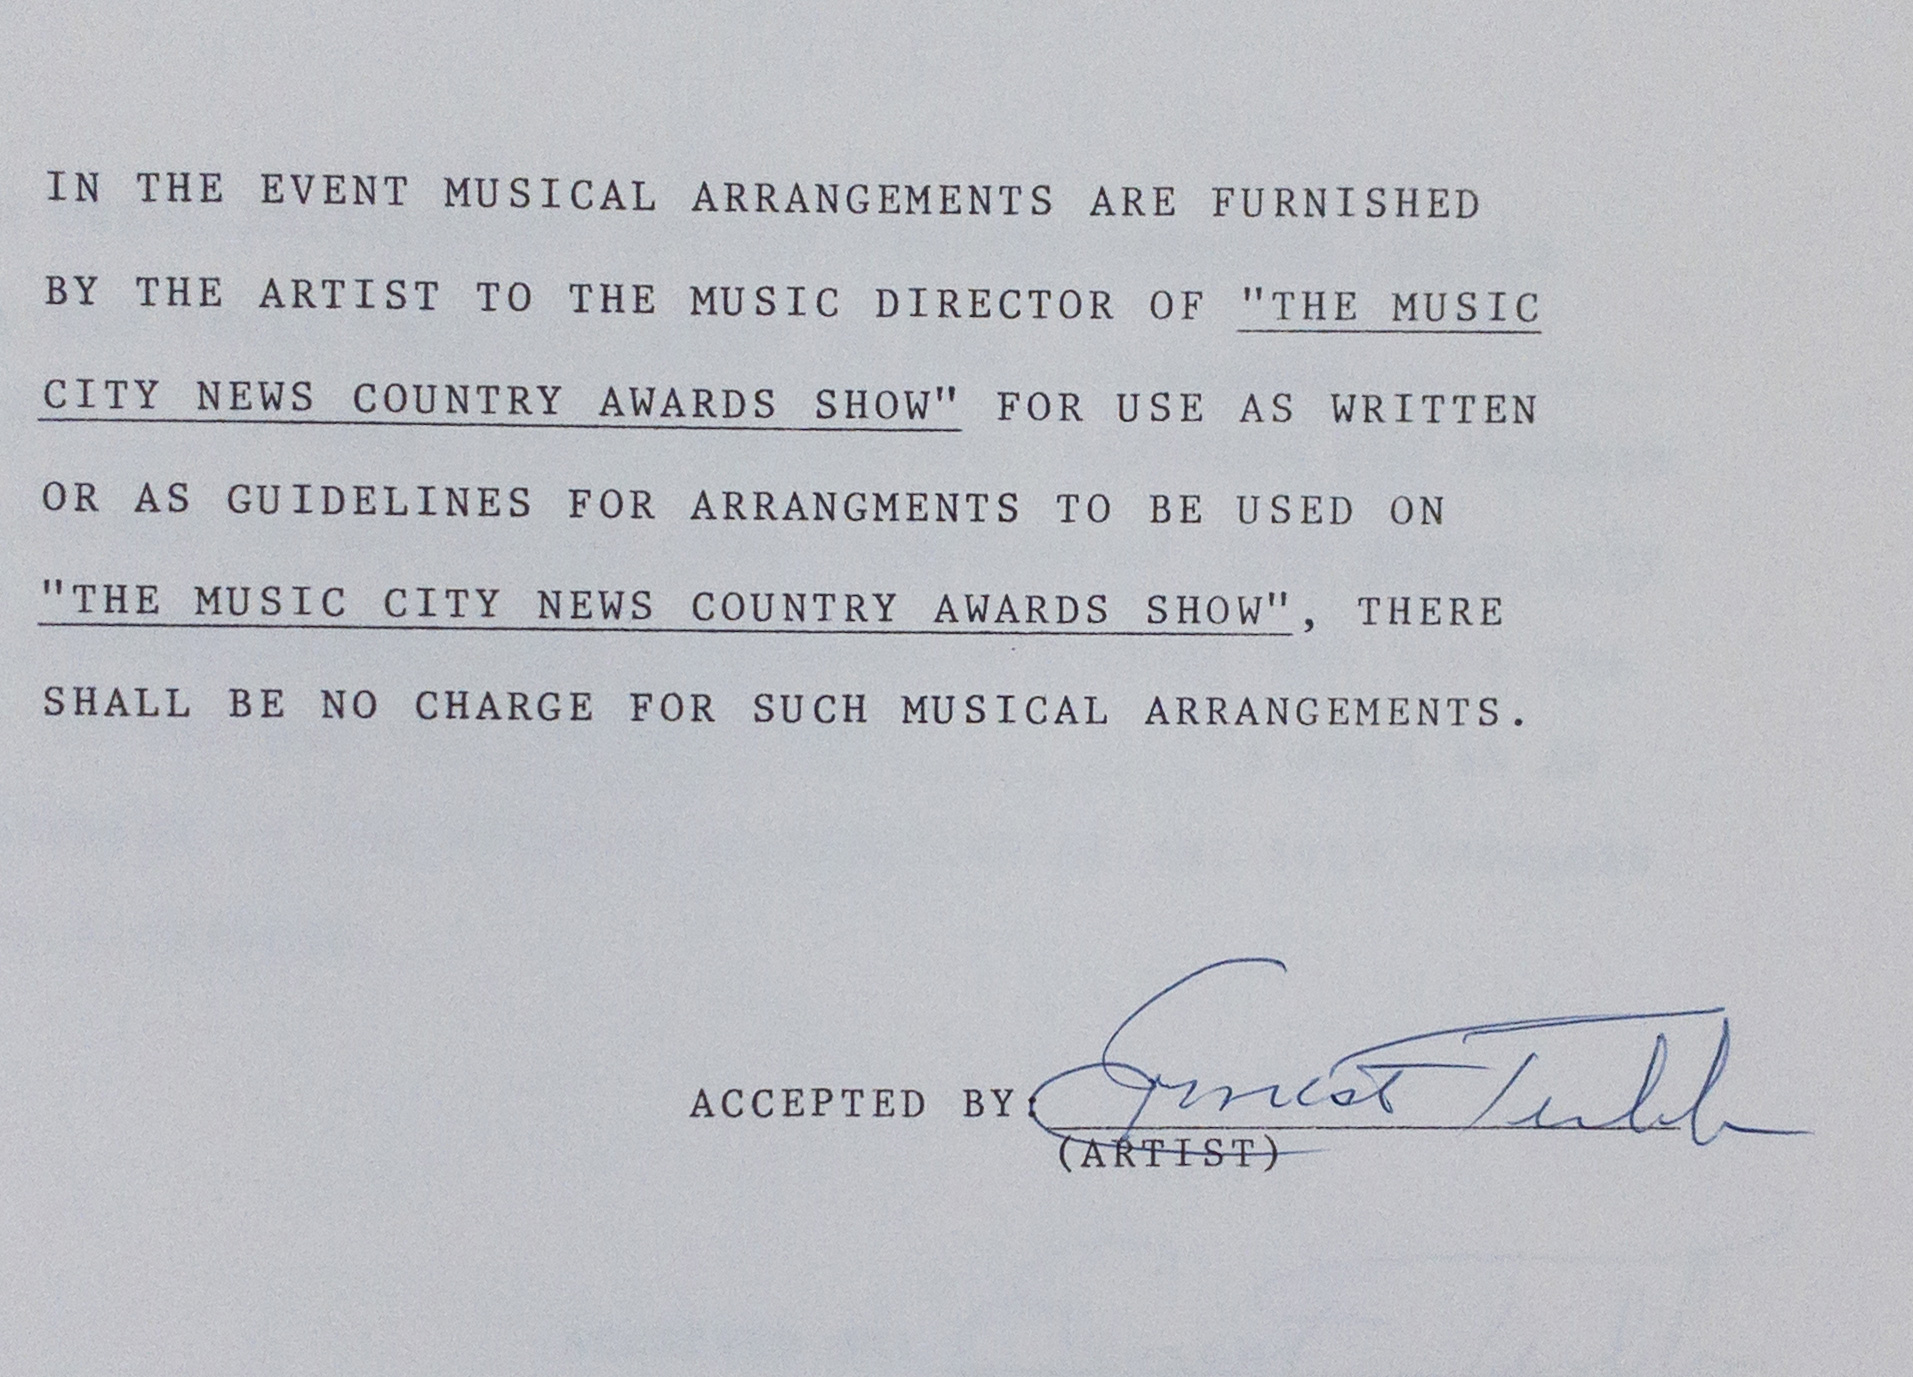 IN THE EVENT MUSICAL ARRANGEMENTS ARE FURNISHED
BY THE ARTIST TO THE MUSIC DIRECTOR OF "THE MUSIC
CITY NEWS COUNTRY AWARDS SHOW" FOR USE AS WRITTEN
OR AS GUIDELINES FOR ARRANGMENTS TO BE USED ON
"THE MUSIC CITY NEWS COUNTRY AWARDS SHOW", THERE
SHALL BE NO CHARGE FOR SUCH MUSICAL ARRANGEMENTS.
ACCEPTED BY: Ernest Tubb
(ARTIST)